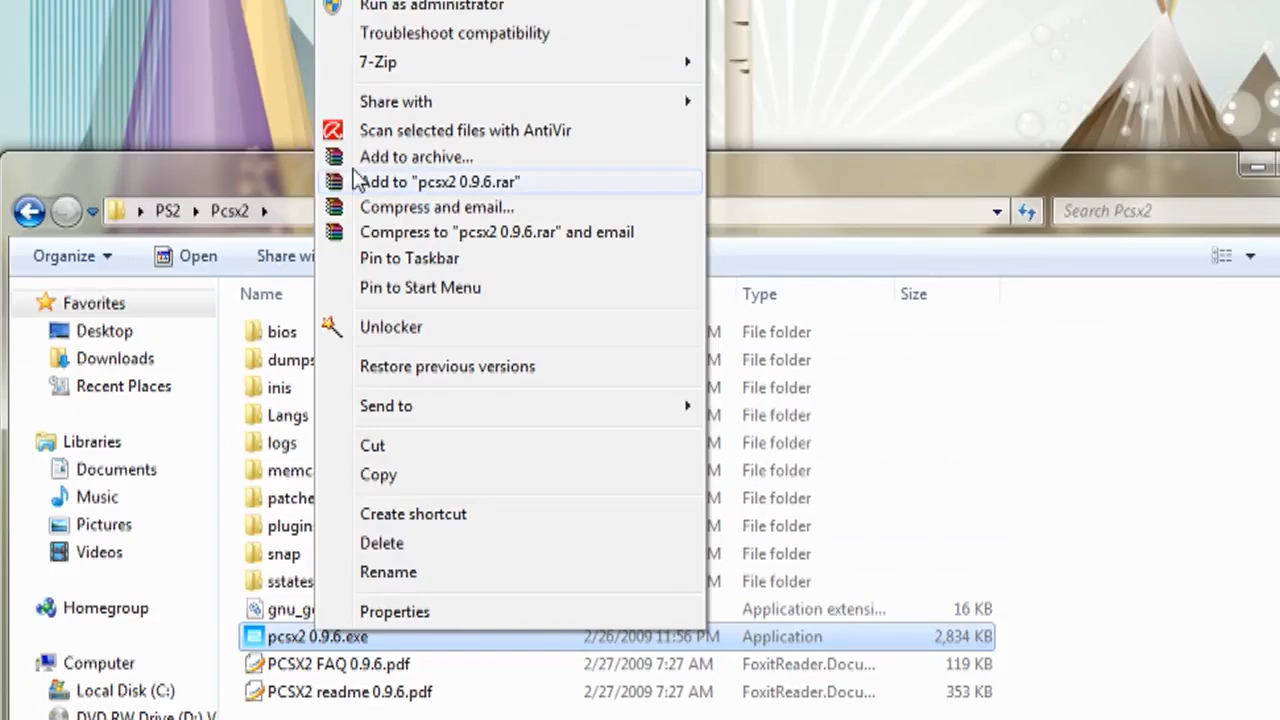 Run as administrator
Troubleshoot compatibility
7-Zip
Share with
Scan selected files with AntiVir
Add to archive...
Add to "pcsx2 0.9.6.rar"
Compress and email...
Compress to "pcsx2 0.9.6.rar" and email
Pin to Taskbar
Pin to Start Menu
Unlocker
Restore previous versions
Send to
Cut
Copy
Create shortcut
Delete
Rename
Properties
PS2 Pcsx2 Search Pcsx2
Organize Open Share wi
Name Type Size
Favorites
Desktop
Downloads
Recent Places
Libraries
Documents
Music
Pictures
Videos
Homegroup
Computer
Local Disk (C:)
DVD RW Drive (D:) V
bios M File folder
dumps M File folder
inis M File folder
Langs M File folder
logs M File folder
memc M File folder
patche M File folder
plugin M File folder
snap M File folder
sstates M File folder
gnu_g Application extensi... 16 KB
pcsx2 0.9.6.exe 2/26/2009 11:56 PM Application 2,834 KB
PCSX2 FAQ 0.9.6.pdf 2/27/2009 7:27 AM FoxitReader.Docu... 119 KB
PCSX2 readme 0.9.6.pdf 2/27/2009 7:27 AM FoxitReader.Docu... 353 KB